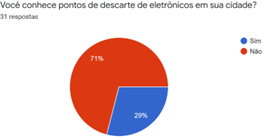 Você conhece pontos de descarte de eletrônicos em sua cidade?
31 respostas
Sim
Não
71%
29%